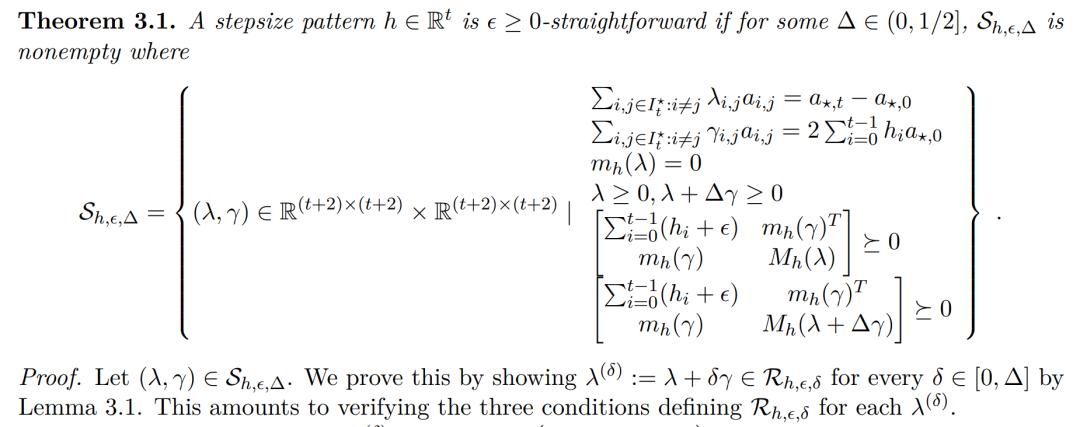 Theorem 3.1. A stepsize pattern h ∈ ℝ^t is ϵ ≥ 0-straightforward if for some Δ ∈ (0, 1/2], 𝒮_{h,ϵ,Δ} is
nonempty where
∑_{i,j∈I_t^⋆:i≠j} λ_{i,j}a_{i,j} = a_{⋆,t} − a_{⋆,0}
∑_{i,j∈I_t^⋆:i≠j} γ_{i,j}a_{i,j} = 2 ∑_{i=0}^{t−1} h_i a_{⋆,0}
m_h(λ) = 0
𝒮_{h,ϵ,Δ} = { (λ, γ) ∈ ℝ^{(t+2)×(t+2)} × ℝ^{(t+2)×(t+2)} | λ ≥ 0, λ + Δγ ≥ 0 } .
[ ∑_{i=0}^{t−1}(h_i + ϵ) m_h(γ)^T
m_h(γ) M_h(λ) ] ⪰ 0
[ ∑_{i=0}^{t−1}(h_i + ϵ) m_h(γ)^T
m_h(γ) M_h(λ + Δγ) ] ⪰ 0
Proof. Let (λ, γ) ∈ 𝒮_{h,ϵ,Δ}. We prove this by showing λ^{(δ)} := λ + δγ ∈ ℛ_{h,ϵ,δ} for every δ ∈ [0, Δ] by
Lemma 3.1. This amounts to verifying the three conditions defining ℛ_{h,ϵ,δ} for each λ^{(δ)}.